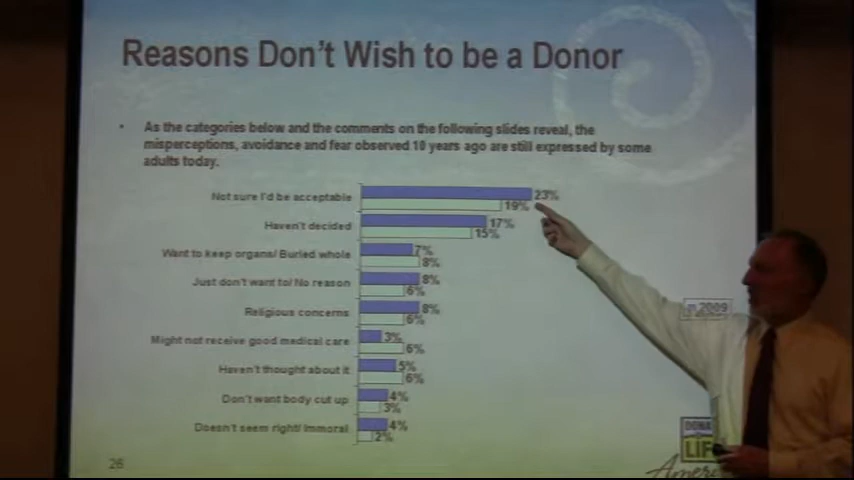 Reasons Don't Wish to be a Donor
• As the categories below and the comments on the following slides reveal, the
misperceptions, avoidance and fear observed 10 years ago are still expressed by some
adults today.
Not sure I'd be acceptable 23%
19%
Haven't decided 17%
15%
Want to keep organs/ Buried whole 7%
8%
Just don't want to/ No reason 8%
6%
Religious concerns 8%
6%
2009
Might not receive good medical care 3%
6%
Haven't thought about it 5%
6%
Don't want body cut up 4%
3%
Doesn't seem right/ Immoral 4%
2%
DONA
LIF
Americ
26